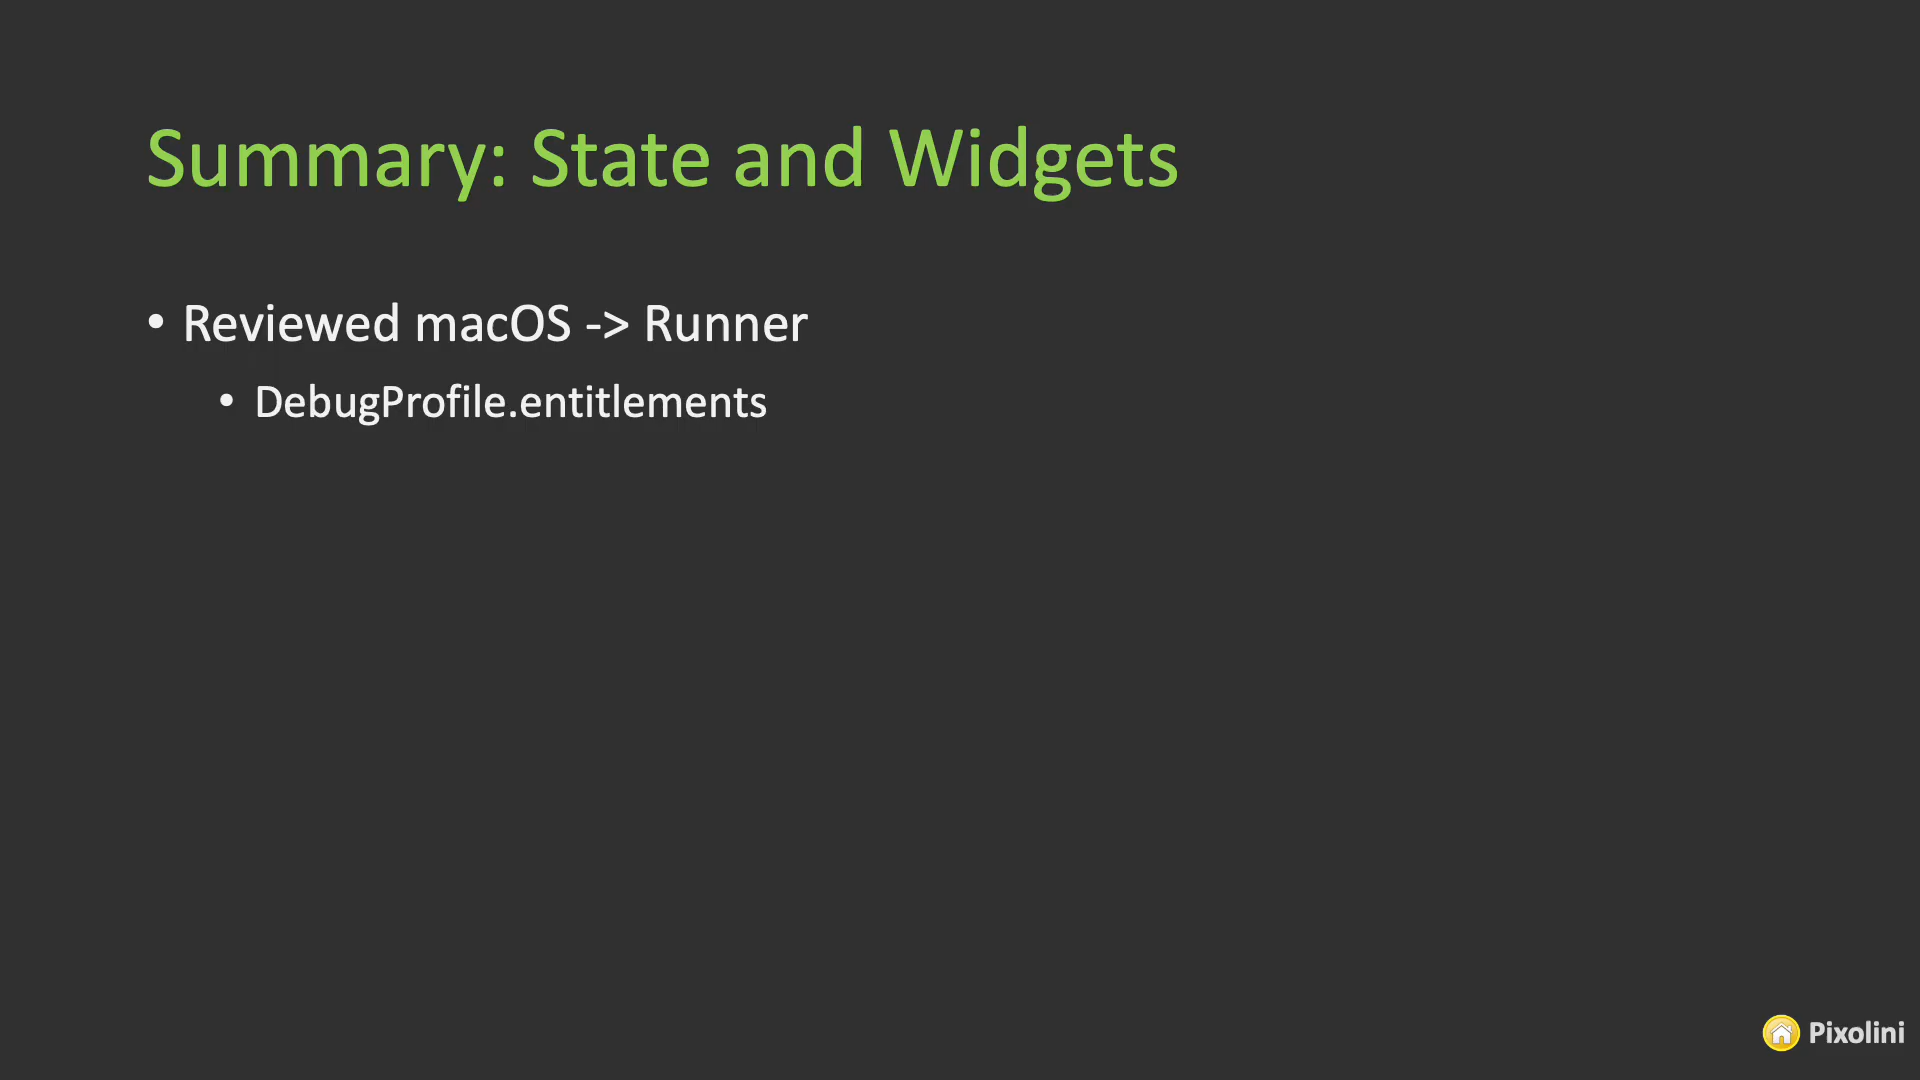 Summary: State and Widgets
• Reviewed macOS -> Runner
• DebugProfile.entitlements
Pixolini